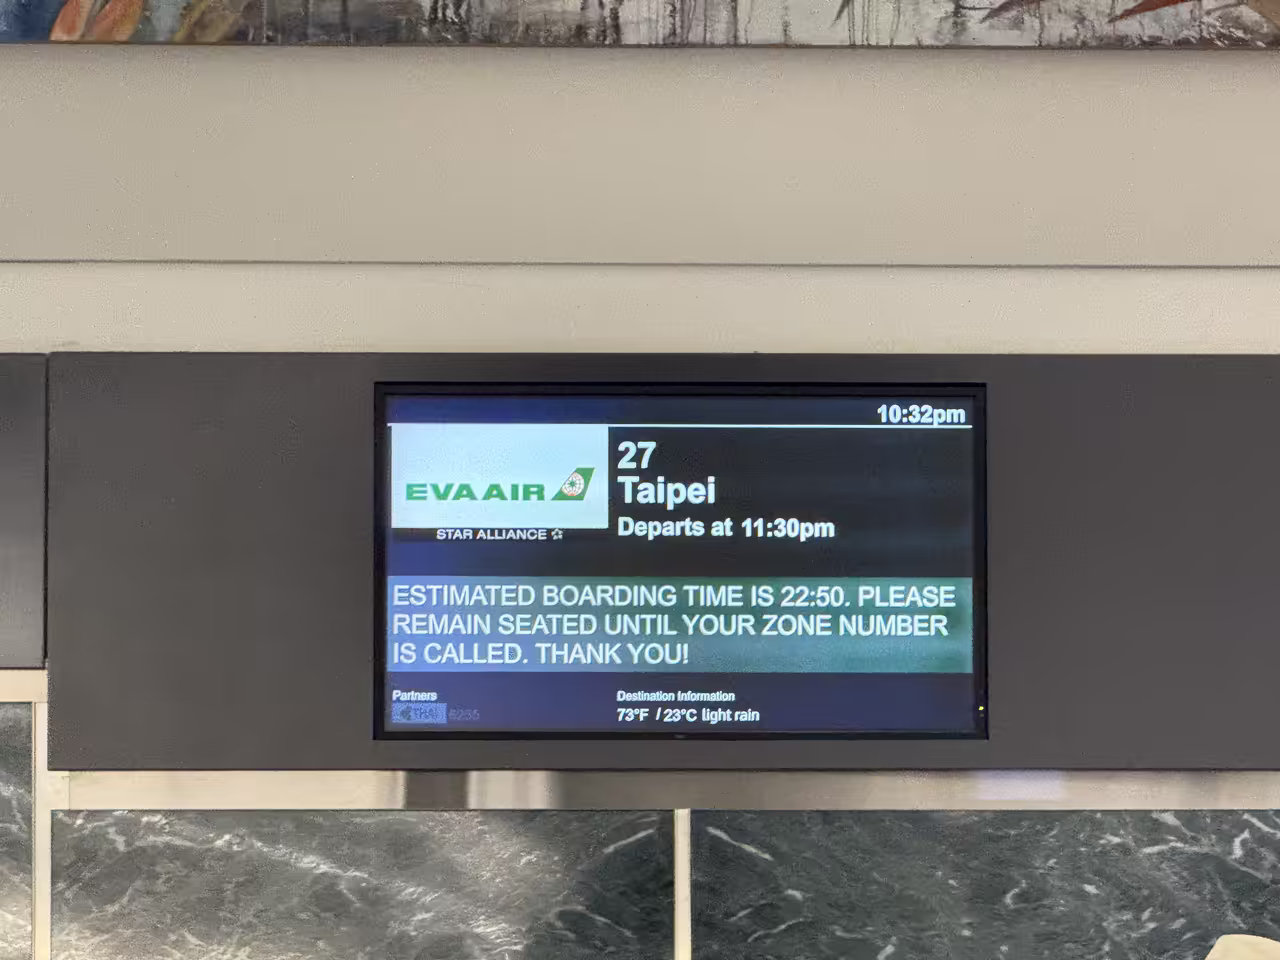 10:32pm
EVA AIR
STAR ALLIANCE
27
Taipei
Departs at 11:30pm
ESTIMATED BOARDING TIME IS 22:50. PLEASE
REMAIN SEATED UNTIL YOUR ZONE NUMBER
IS CALLED. THANK YOU!
Partners
THAI
Destination Information
73°F / 23°C light rain